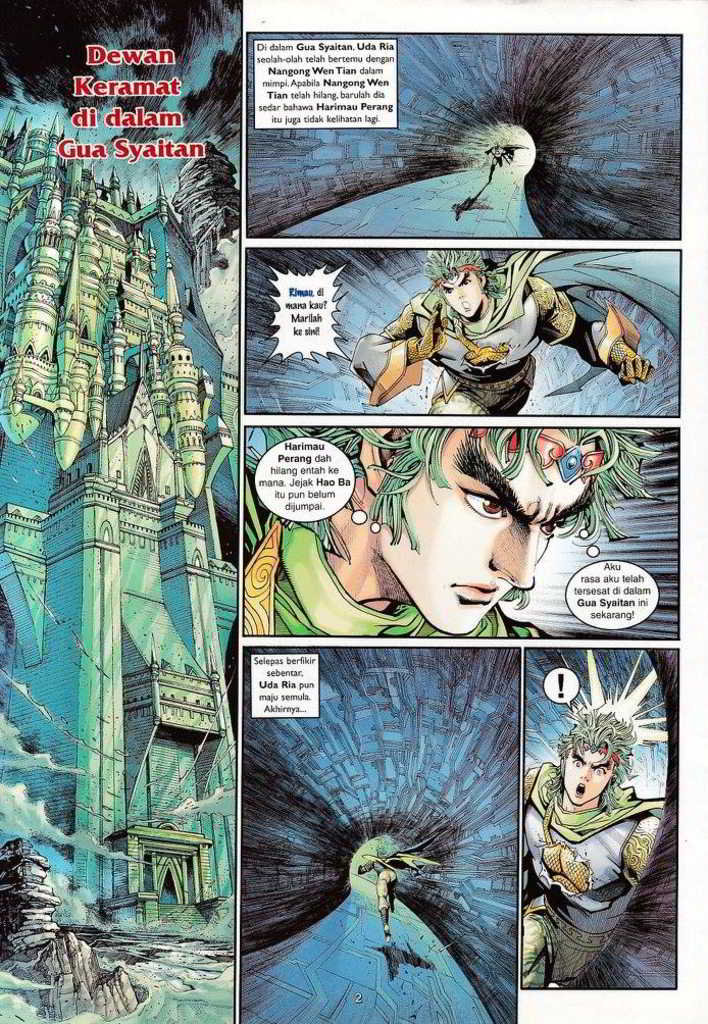 Dewan
Keramat
di dalam
Gua Syaitan
Di dalam Gua Syaitan, Uda Ria
seolah-olah telah bertemu dengan
Nangong Wen Tian dalam
mimpi. Apabila Nangong Wen
Tian telah hilang, barulah dia
sedar bahawa Harimau Perang
itu juga tidak kelihatan lagi.
Rimau, di
mana kau?
Marilah
ke sini!
Harimau
Perang dah
hilang entah ke
mana. Jejak Hao Ba
itu pun belum
dijumpai.
Aku
rasa aku telah
tersesat di dalam
Gua Syaitan ini
sekarang!
Selepas berfikir
sebentar,
Uda Ria pun
maju semula.
Akhirnya...
!
2